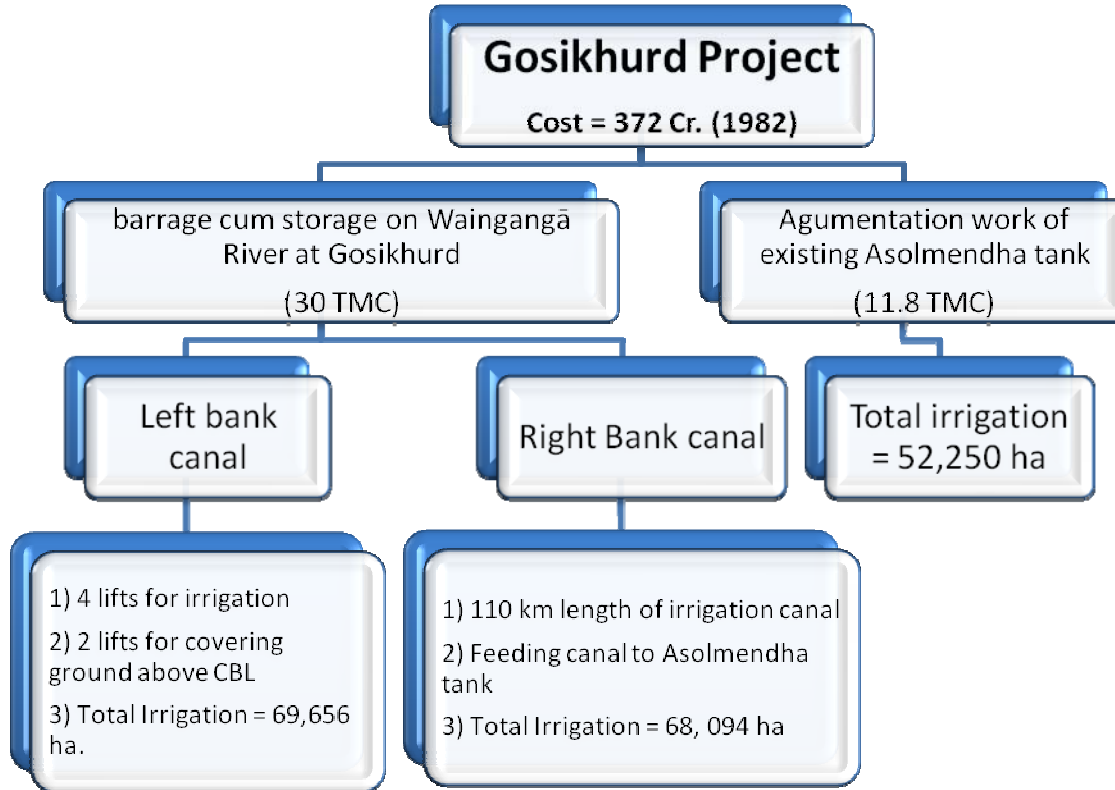 Gosikhurd Project
Cost = 372 Cr. (1982)
barrage cum storage on Waingangā
River at Gosikhurd
(30 TMC)
Agumentation work of
existing Asolmendha tank
(11.8 TMC)
Left bank
canal
Right Bank canal
Total irrigation
= 52,250 ha
1) 4 lifts for irrigation
2) 2 lifts for covering
ground above CBL
3) Total Irrigation = 69,656
ha.
1) 110 km length of irrigation canal
2) Feeding canal to Asolmendha
tank
3) Total Irrigation = 68, 094 ha